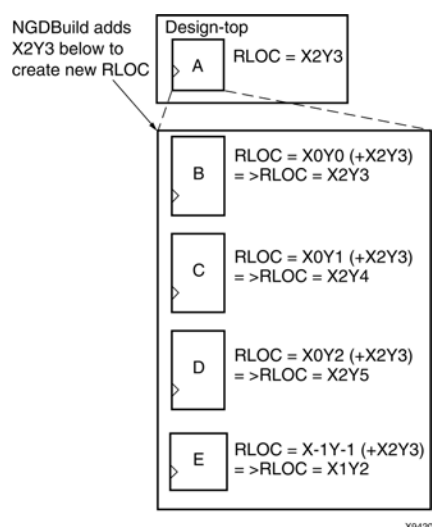 NGDBuild adds
X2Y3 below to
create new RLOC
Design-top
A
RLOC = X2Y3
B
RLOC = X0Y0 (+X2Y3)
= >RLOC = X2Y3
C
RLOC = X0Y1 (+X2Y3)
= >RLOC = X2Y4
D
RLOC = X0Y2 (+X2Y3)
= >RLOC = X2Y5
E
RLOC = X-1Y-1 (+X2Y3)
= >RLOC = X1Y2